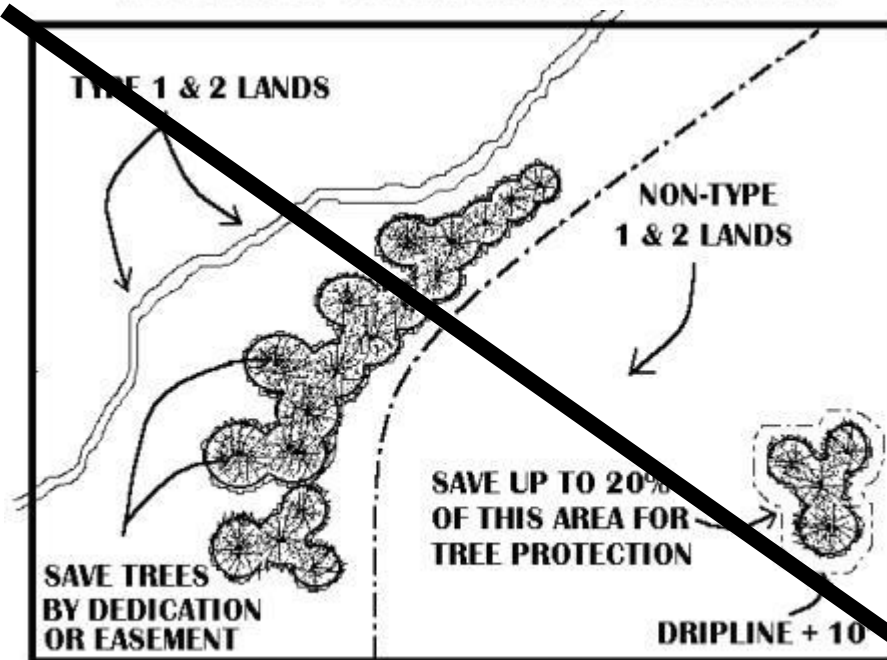 TYPE 1 & 2 LANDS
NON-TYPE
1 & 2 LANDS
SAVE UP TO 20%
OF THIS AREA FOR
TREE PROTECTION
SAVE TREES
BY DEDICATION
OR EASEMENT
DRIPLINE + 10